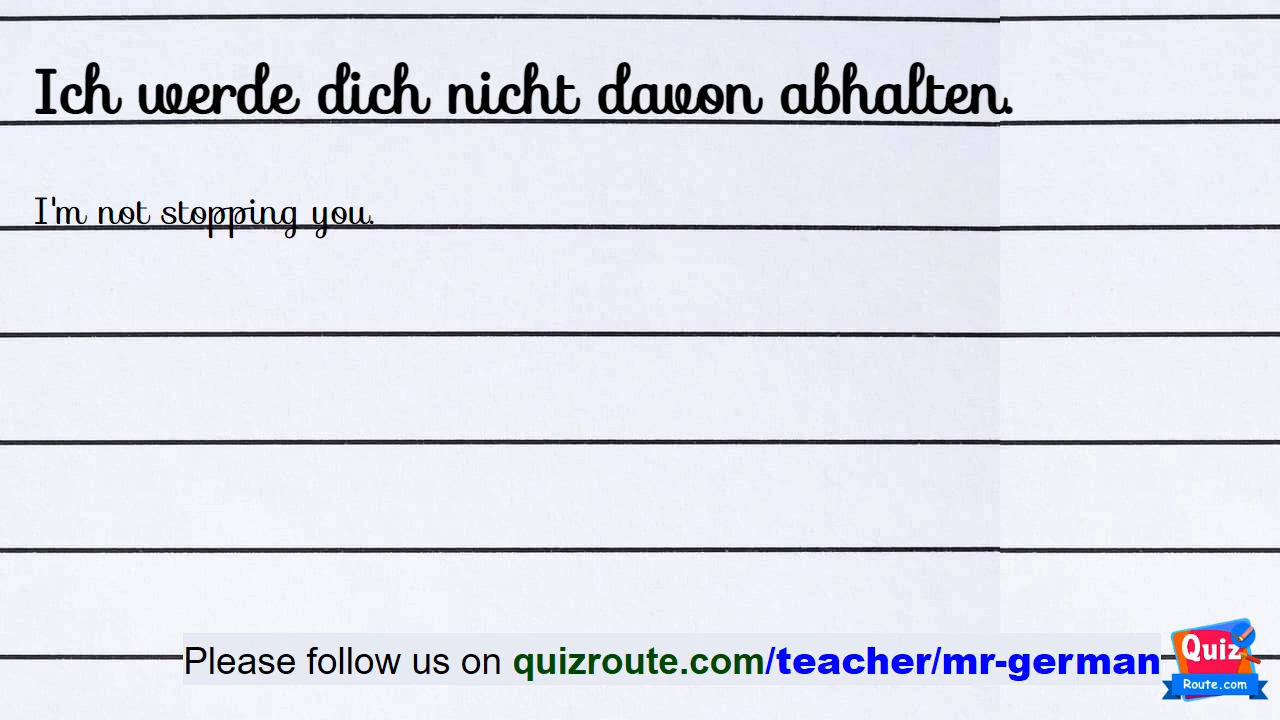 Ich werde dich nicht davon abhalten.
I'm not stopping you.
Please follow us on quizroute.com/teacher/mr-german
Quiz
Route.com